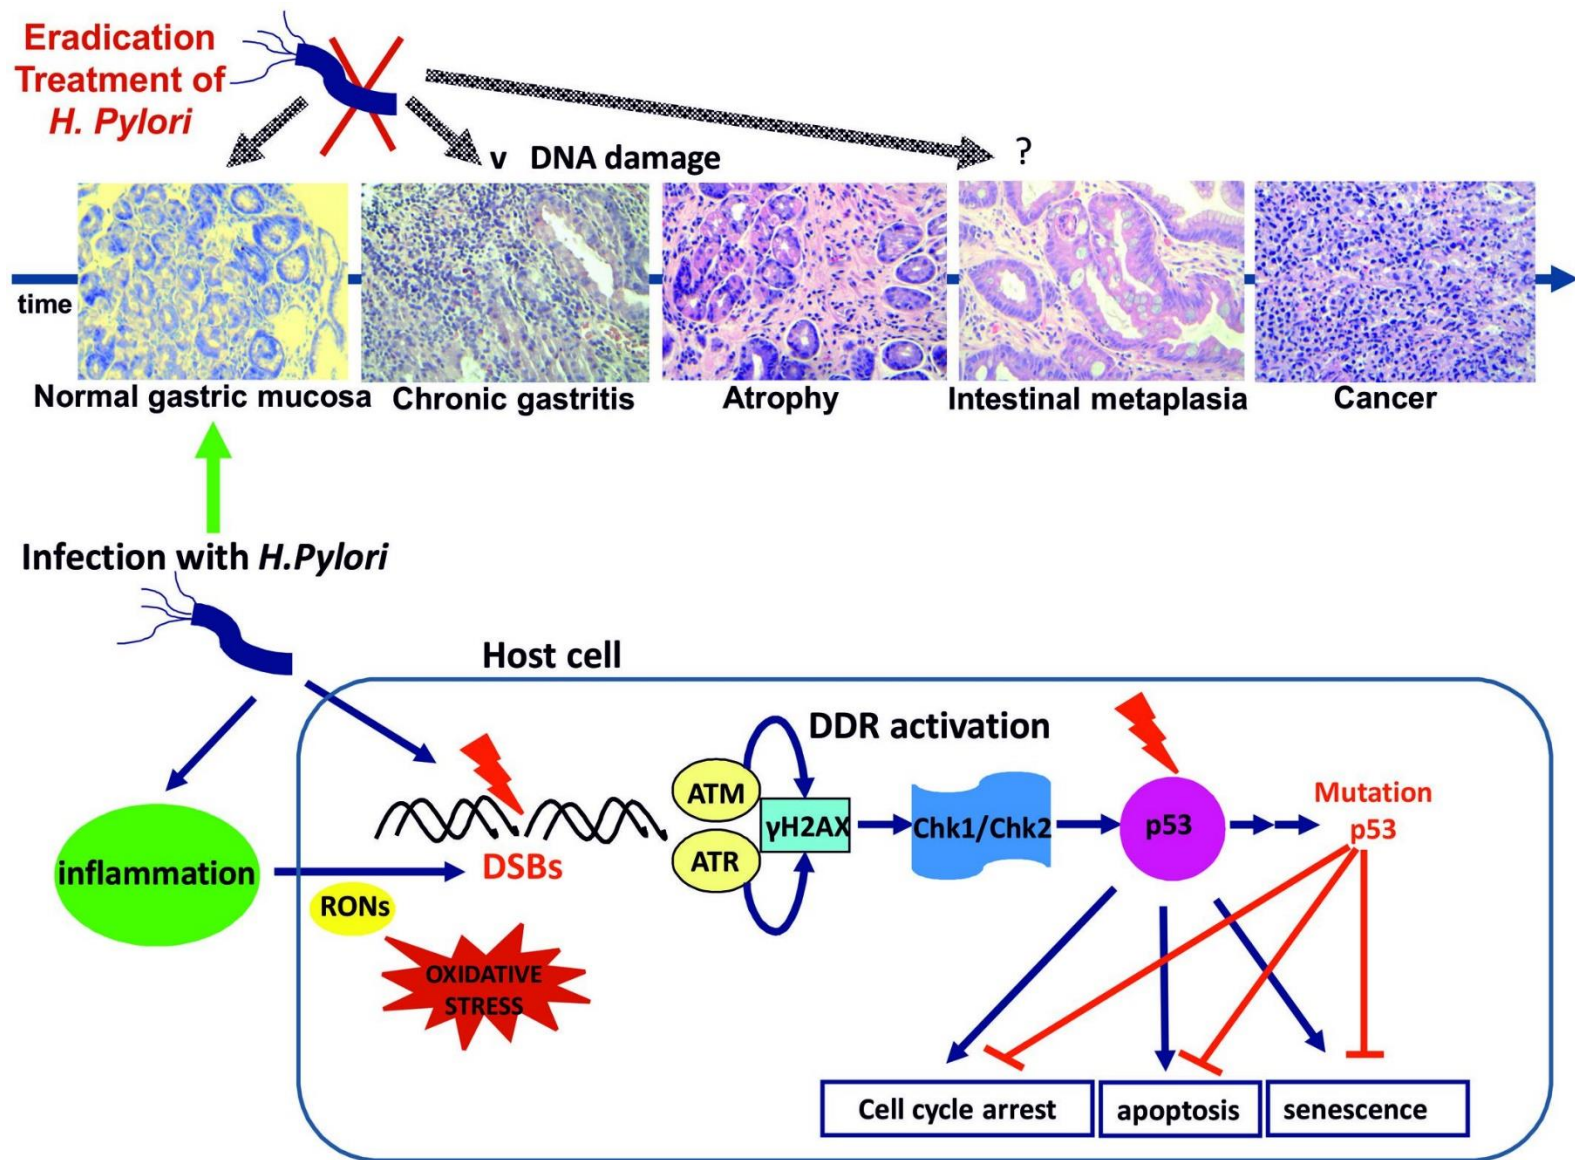 Eradication
Treatment of
H. Pylori
v DNA damage
?
time
Normal gastric mucosa
Chronic gastritis
Atrophy
Intestinal metaplasia
Cancer
Infection with H.Pylori
Host cell
DDR activation
ATM
ATR
γH2AX
Chk1/Chk2
p53
Mutation
p53
DSBs
inflammation
RONs
OXIDATIVE
STRESS
Cell cycle arrest
apoptosis
senescence